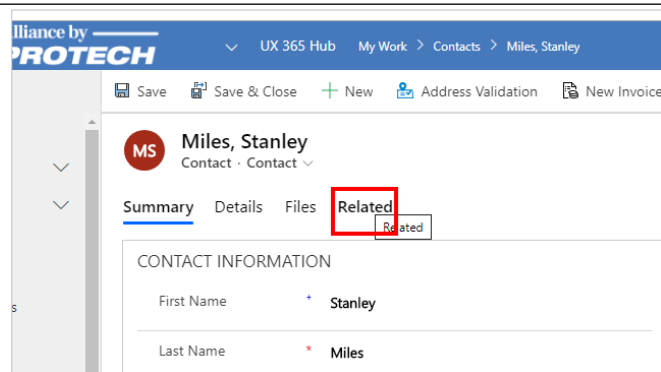 lliance by
PROTECH
UX 365 Hub My Work > Contacts > Miles, Stanley
Save Save & Close New Address Validation New Invoice
MS
Miles, Stanley
Contact · Contact
Summary Details Files Related
Related
CONTACT INFORMATION
First Name + Stanley
Last Name * Miles
s